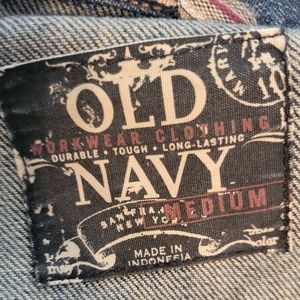 OLD
WORKWEAR CLOTHING
DURABLE • TOUGH • LONG-LASTING
NAVY
MEDIUM
NEW YORK
MADE IN
INDONESIA